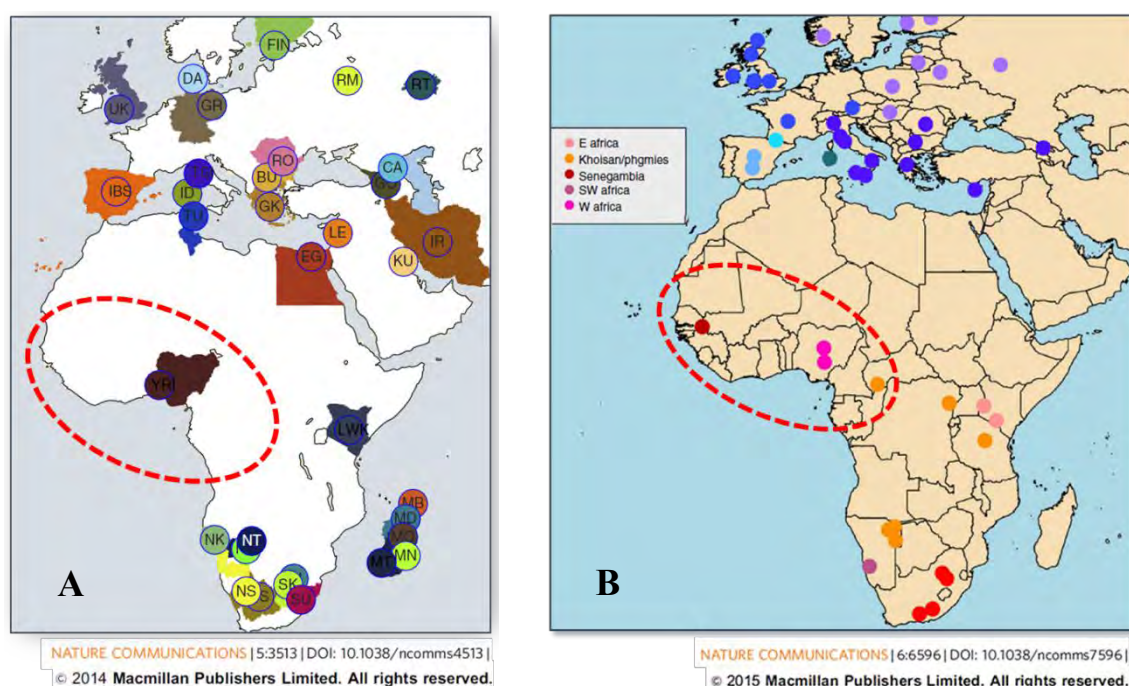 FIN
DA
RM
RT
UK
GR
RO
CA
BU
IBS
ID
GK
TU
LE
IR
KU
EG
YRI
LWK
MB
MD
NK
NT
MN
MT
NS
SK
SU
A
NATURE COMMUNICATIONS | 5:3513 | DOI: 10.1038/ncomms4513 |
© 2014 Macmillan Publishers Limited. All rights reserved.
E africa
Khoisan/phgmies
Senegambia
SW africa
W africa
B
NATURE COMMUNICATIONS | 6:6596 | DOI: 10.1038/ncomms7596 |
© 2015 Macmillan Publishers Limited. All rights reserved.